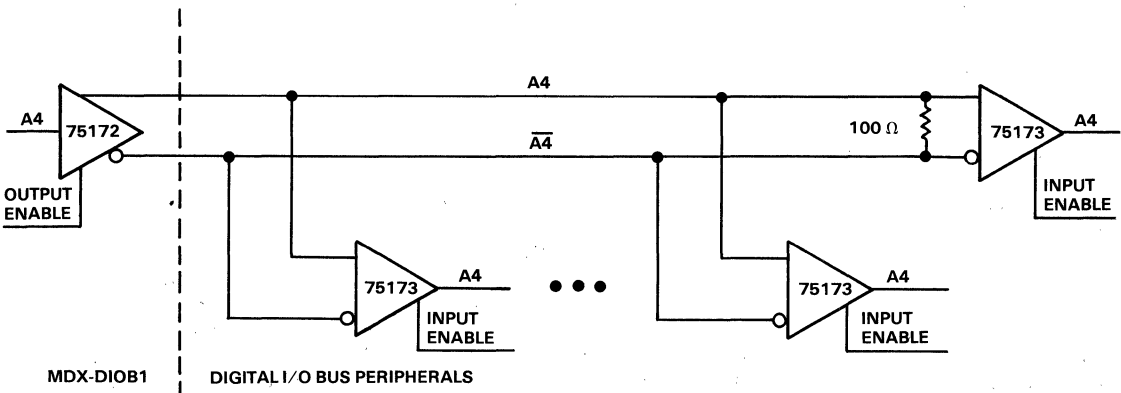 A4
A4
75172
OUTPUT
ENABLE
A̅4̅
100 Ω
75173
A4
INPUT
ENABLE
75173
A4
INPUT
ENABLE
75173
A4
INPUT
ENABLE
MDX-DIOB1
DIGITAL I/O BUS PERIPHERALS